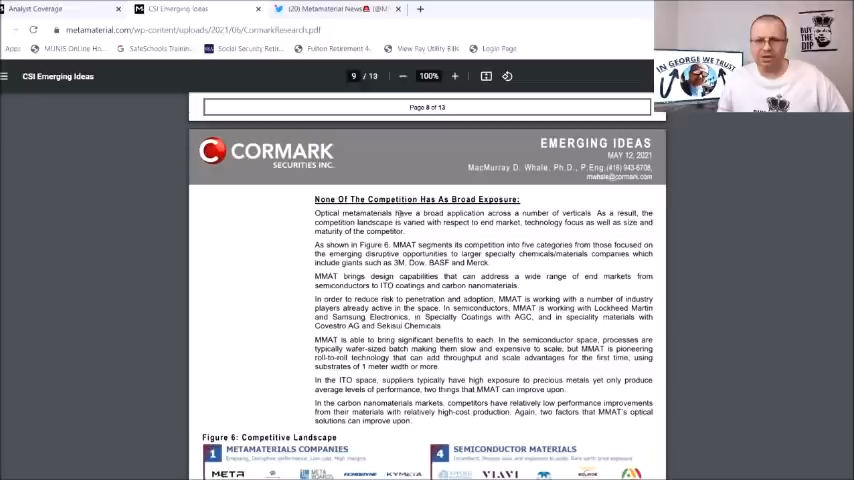 Analyst Coverage
CSI Emerging Ideas
(20) Metamaterial News
metamaterial.com/wp-content/uploads/2021/06/CormarkResearch.pdf
Apps
MUNIS Online Ho...
SafeSchools Trainin...
Social Security Reti...
Fulton Retirement 4...
View Pay Utility Bills
Login Page
CSI Emerging Ideas
9 / 13
100%
IN GEORGE WE TRUST
BUY THE DIP
Page 8 of 13
CORMARK
SECURITIES INC.
EMERGING IDEAS
MAY 12, 2021
MacMurray D. Whale, Ph.D., P.Eng.(416) 943-6708,
mwhale@cormark.com
None Of The Competition Has As Broad Exposure:
Optical metamaterials have a broad application across a number of verticals. As a result, the
competition landscape is varied with respect to end market, technology focus as well as size and
maturity of the competitor.
As shown in Figure 6. MMAT segments its competition into five categories from those focused on
the emerging disruptive opportunities to larger specialty chemicals/materials companies which
include giants such as 3M, Dow, BASF and Merck.
MMAT brings design capabilities that can address a wide range of end markets from
semiconductors to ITO coatings and carbon nanomaterials.
In order to reduce risk to penetration and adoption, MMAT is working with a number of industry
players already active in the space. In semiconductors, MMAT is working with Lockheed Martin
and Samsung Electronics, in Specialty Coatings with AGC, and in speciality materials with
Covestro AG and Sekisui Chemicals.
MMAT is able to bring significant benefits to each. In the semiconductor space, processes are
typically wafer-sized batch making them slow and expensive to scale, but MMAT is pioneering
roll-to-roll technology that can add throughput and scale advantages for the first time, using
substrates of 1 meter width or more.
In the ITO space, suppliers typically have high exposure to precious metals yet only produce
average levels of performance, two things that MMAT can improve upon.
In the carbon nanomaterials markets, competitors have relatively low performance improvements
from their materials with relatively high-cost production. Again, two factors that MMAT's optical
solutions can improve upon.
Figure 6: Competitive Landscape
1 METAMATERIALS COMPANIES
Emerging, Disruptive performance, Low cost, High margins
4 SEMICONDUCTOR MATERIALS
META
META BOARDS
ECHODYNE
KYMETA
VIAVI